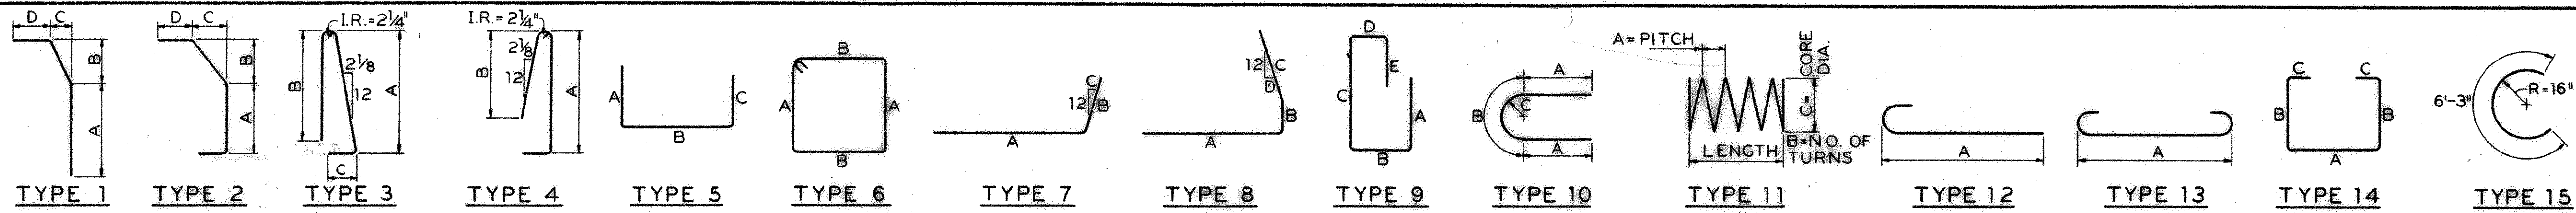 D C B A
TYPE 1
D C B A
TYPE 2
I.R.=2¼"
B 2⅛ 12 A C
TYPE 3
I.R.=2¼"
B 2⅛ 12 A
TYPE 4
A B C
TYPE 5
B A A B
TYPE 6
A 12 C B
TYPE 7
A 12 C D B
TYPE 8
D E C A B
TYPE 9
A B C A
TYPE 10
A=PITCH
C= CORE DIA.
LENGTH
B=NO. OF TURNS
TYPE 11
A
TYPE 12
A
TYPE 13
C C B B A
TYPE 14
6'-3" R=16"
TYPE 15